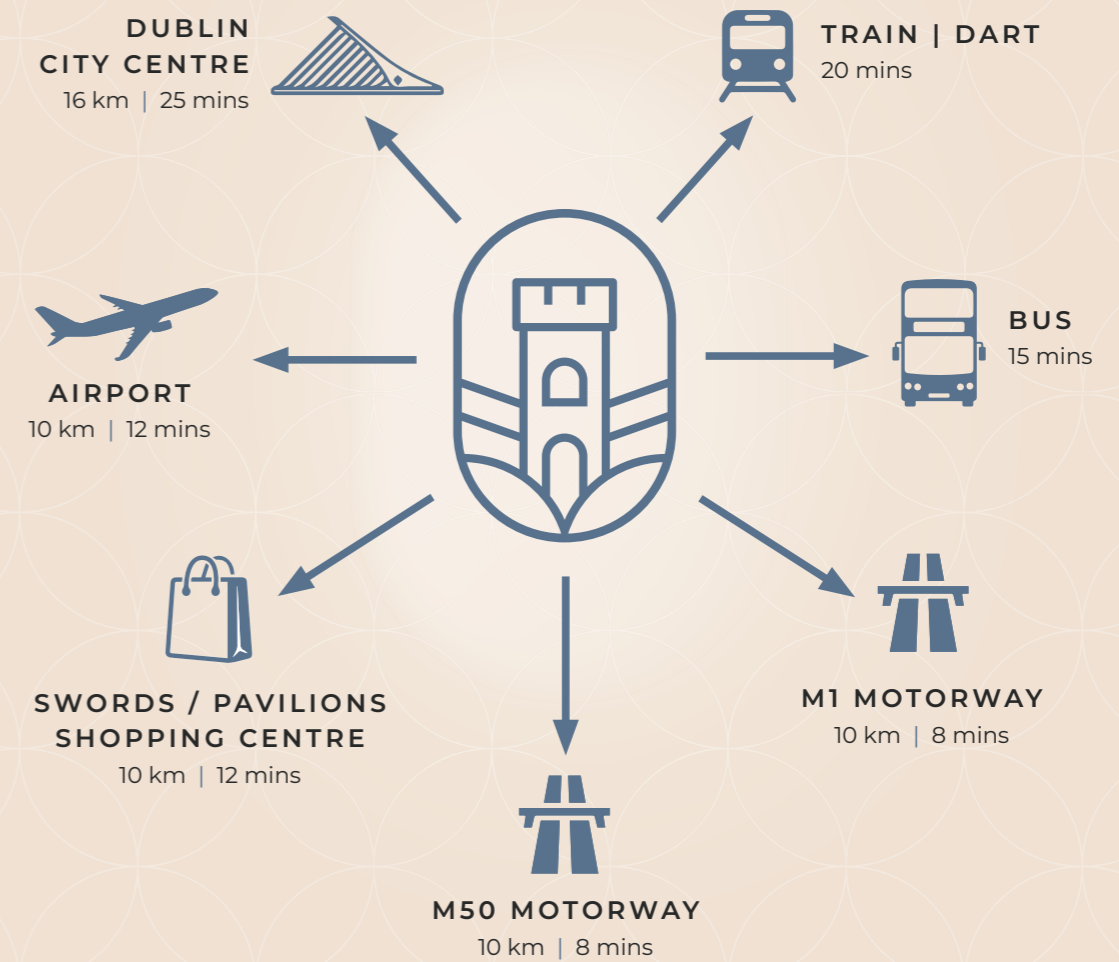 DUBLIN
CITY CENTRE
16 km | 25 mins
TRAIN | DART
20 mins
AIRPORT
10 km | 12 mins
BUS
15 mins
SWORDS / PAVILIONS
SHOPPING CENTRE
10 km | 12 mins
M1 MOTORWAY
10 km | 8 mins
M50 MOTORWAY
10 km | 8 mins